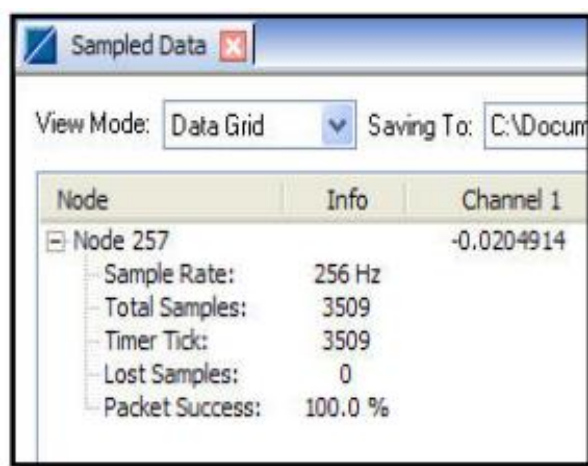 Sampled Data
View Mode: Data Grid Saving To: C:\Docum
Node Info Channel 1
Node 257 -0.0204914
Sample Rate: 256 Hz
Total Samples: 3509
Timer Tick: 3509
Lost Samples: 0
Packet Success: 100.0 %